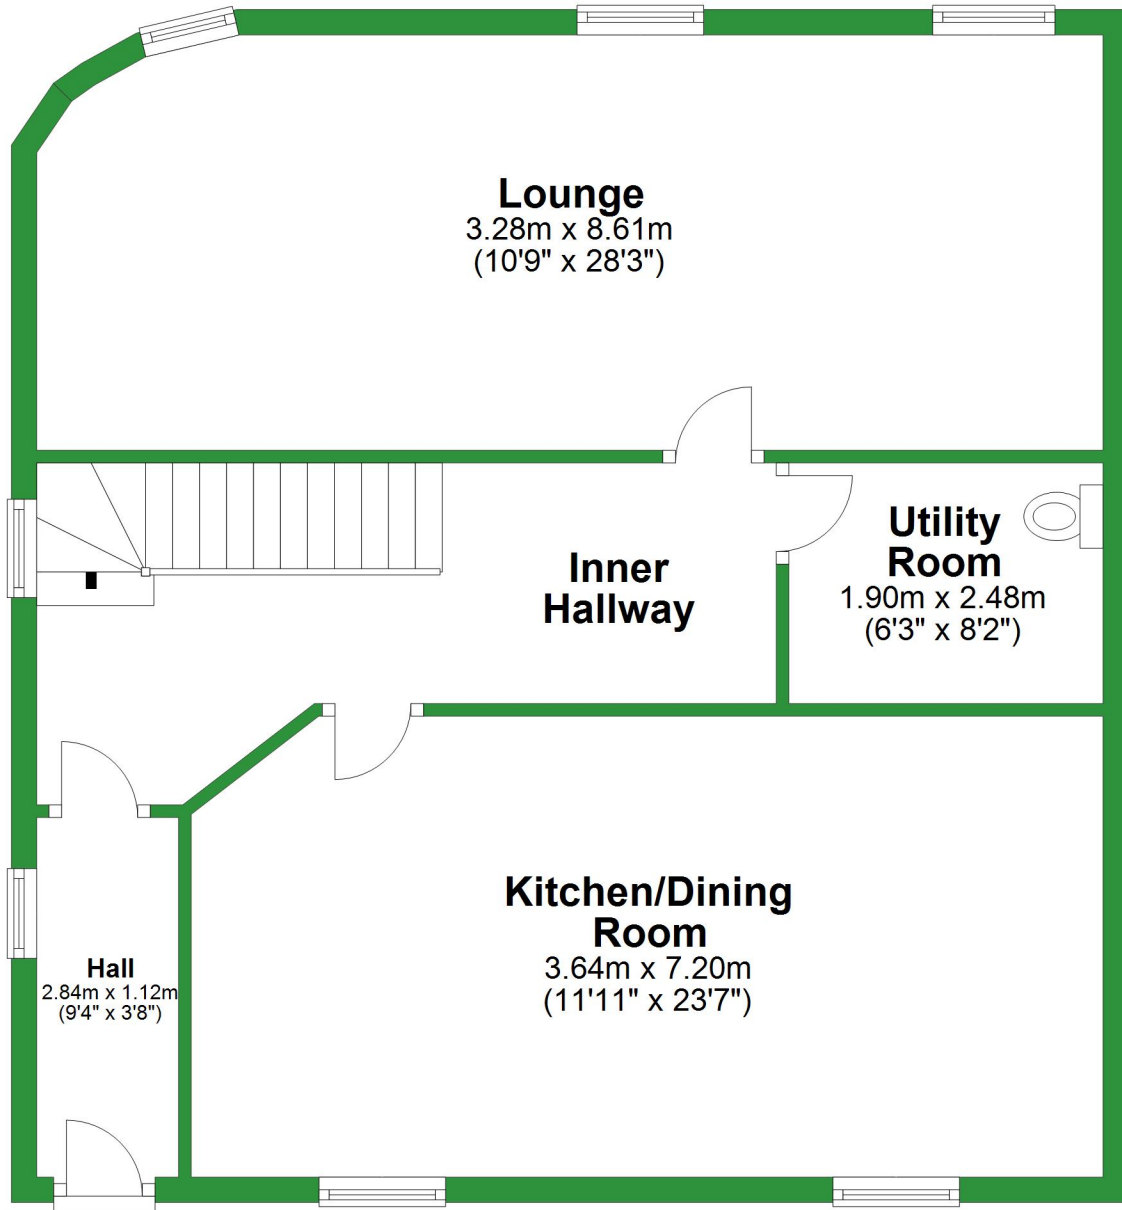 Lounge
3.28m x 8.61m
(10'9" x 28'3")
Inner
Hallway
Utility
Room
1.90m x 2.48m
(6'3" x 8'2")
Kitchen/Dining
Room
3.64m x 7.20m
(11'11" x 23'7")
Hall
2.84m x 1.12m
(9'4" x 3'8")